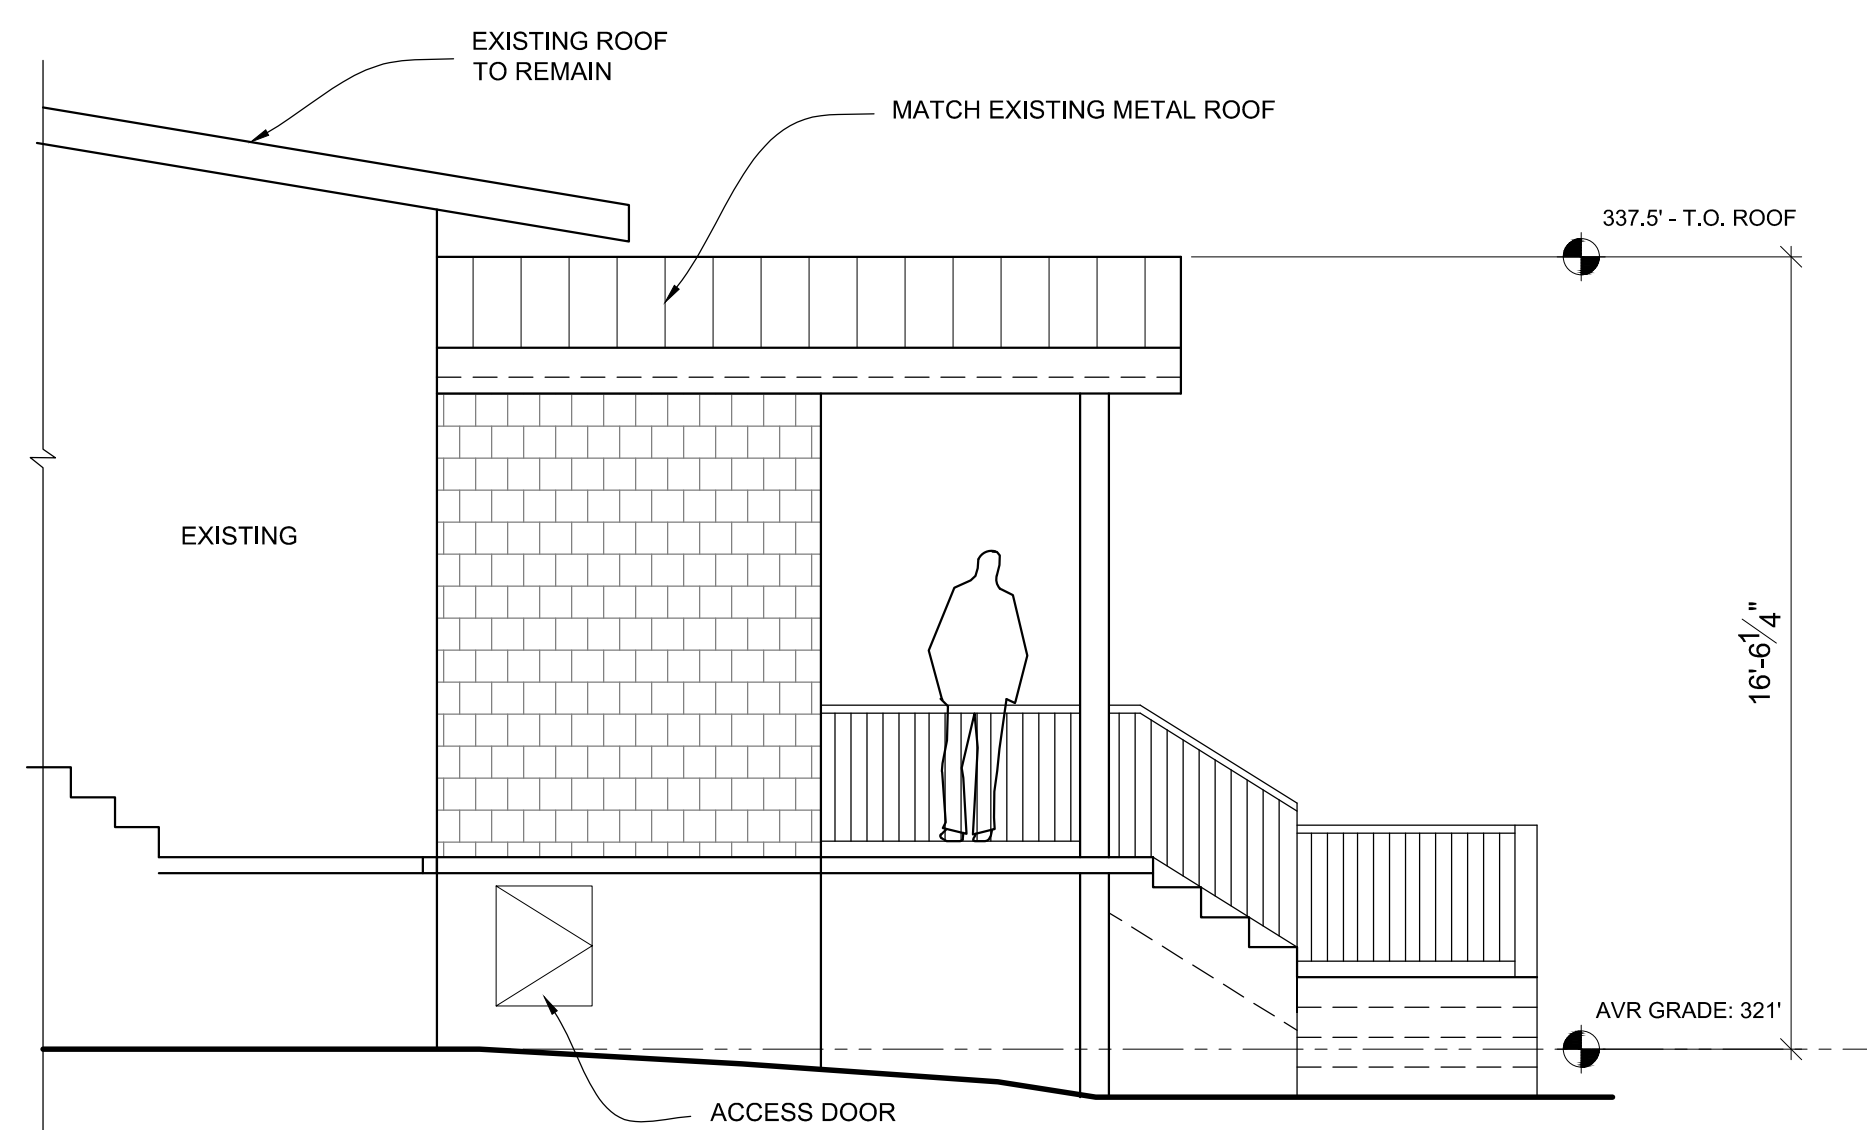 EXISTING ROOF
TO REMAIN
MATCH EXISTING METAL ROOF
337.5' - T.O. ROOF
EXISTING
16'-6 1/4"
AVR GRADE: 321'
ACCESS DOOR